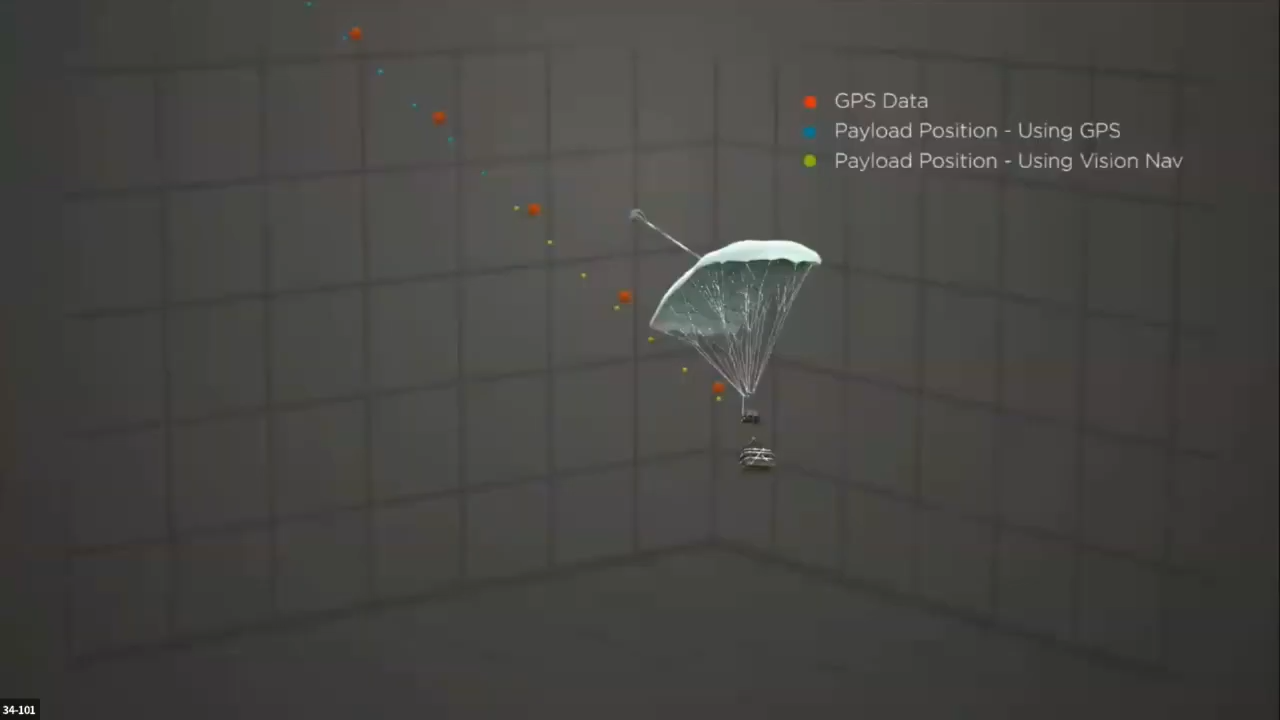 GPS Data
Payload Position - Using GPS
Payload Position - Using Vision Nav
34-101